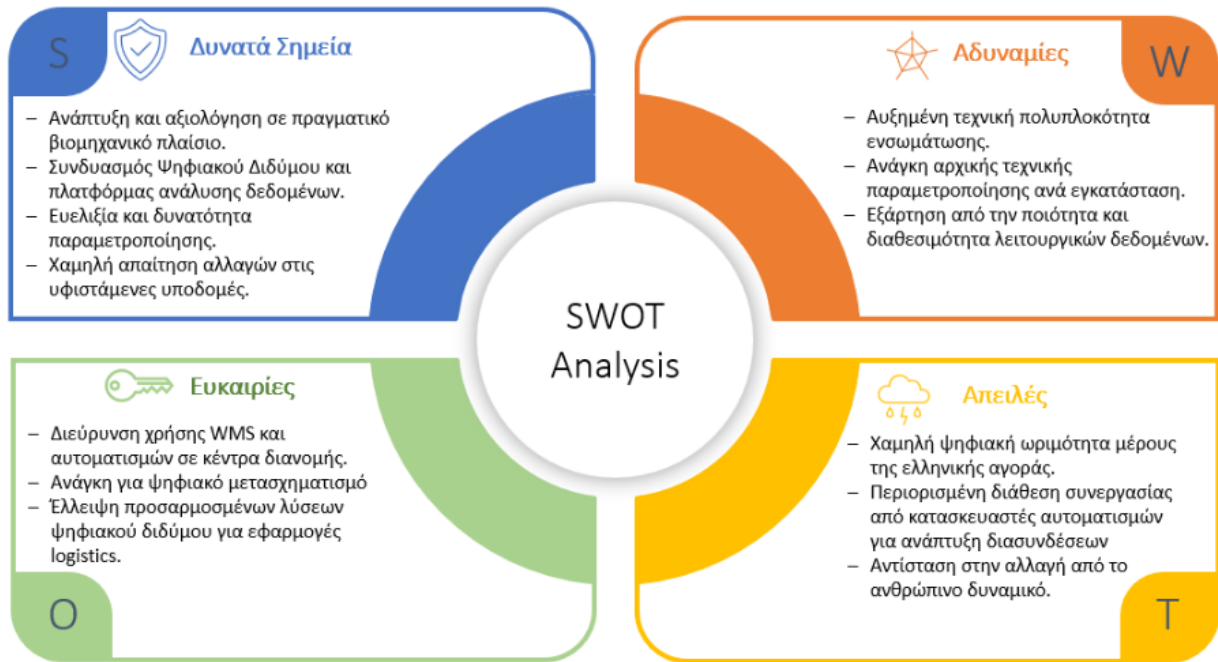 S
Δυνατά Σημεία
– Ανάπτυξη και αξιολόγηση σε πραγματικό
βιομηχανικό πλαίσιο.
– Συνδυασμός Ψηφιακού Διδύμου και
πλατφόρμας ανάλυσης δεδομένων.
– Ευελιξία και δυνατότητα
παραμετροποίησης.
– Χαμηλή απαίτηση αλλαγών στις
υφιστάμενες υποδομές.
Αδυναμίες
W
– Αυξημένη τεχνική πολυπλοκότητα
ενσωμάτωσης.
– Ανάγκη αρχικής τεχνικής
παραμετροποίησης ανά εγκατάσταση.
– Εξάρτηση από την ποιότητα και
διαθεσιμότητα λειτουργικών δεδομένων.
SWOT
Analysis
Ευκαιρίες
– Διεύρυνση χρήσης WMS και
αυτοματισμών σε κέντρα διανομής.
– Ανάγκη για ψηφιακό μετασχηματισμό
– Έλλειψη προσαρμοσμένων λύσεων
ψηφιακού διδύμου για εφαρμογές
logistics.
O
Απειλές
– Χαμηλή ψηφιακή ωριμότητα μέρους
της ελληνικής αγοράς.
– Περιορισμένη διάθεση συνεργασίας
από κατασκευαστές αυτοματισμών
για ανάπτυξη διασυνδέσεων
– Αντίσταση στην αλλαγή από το
ανθρώπινο δυναμικό.
T